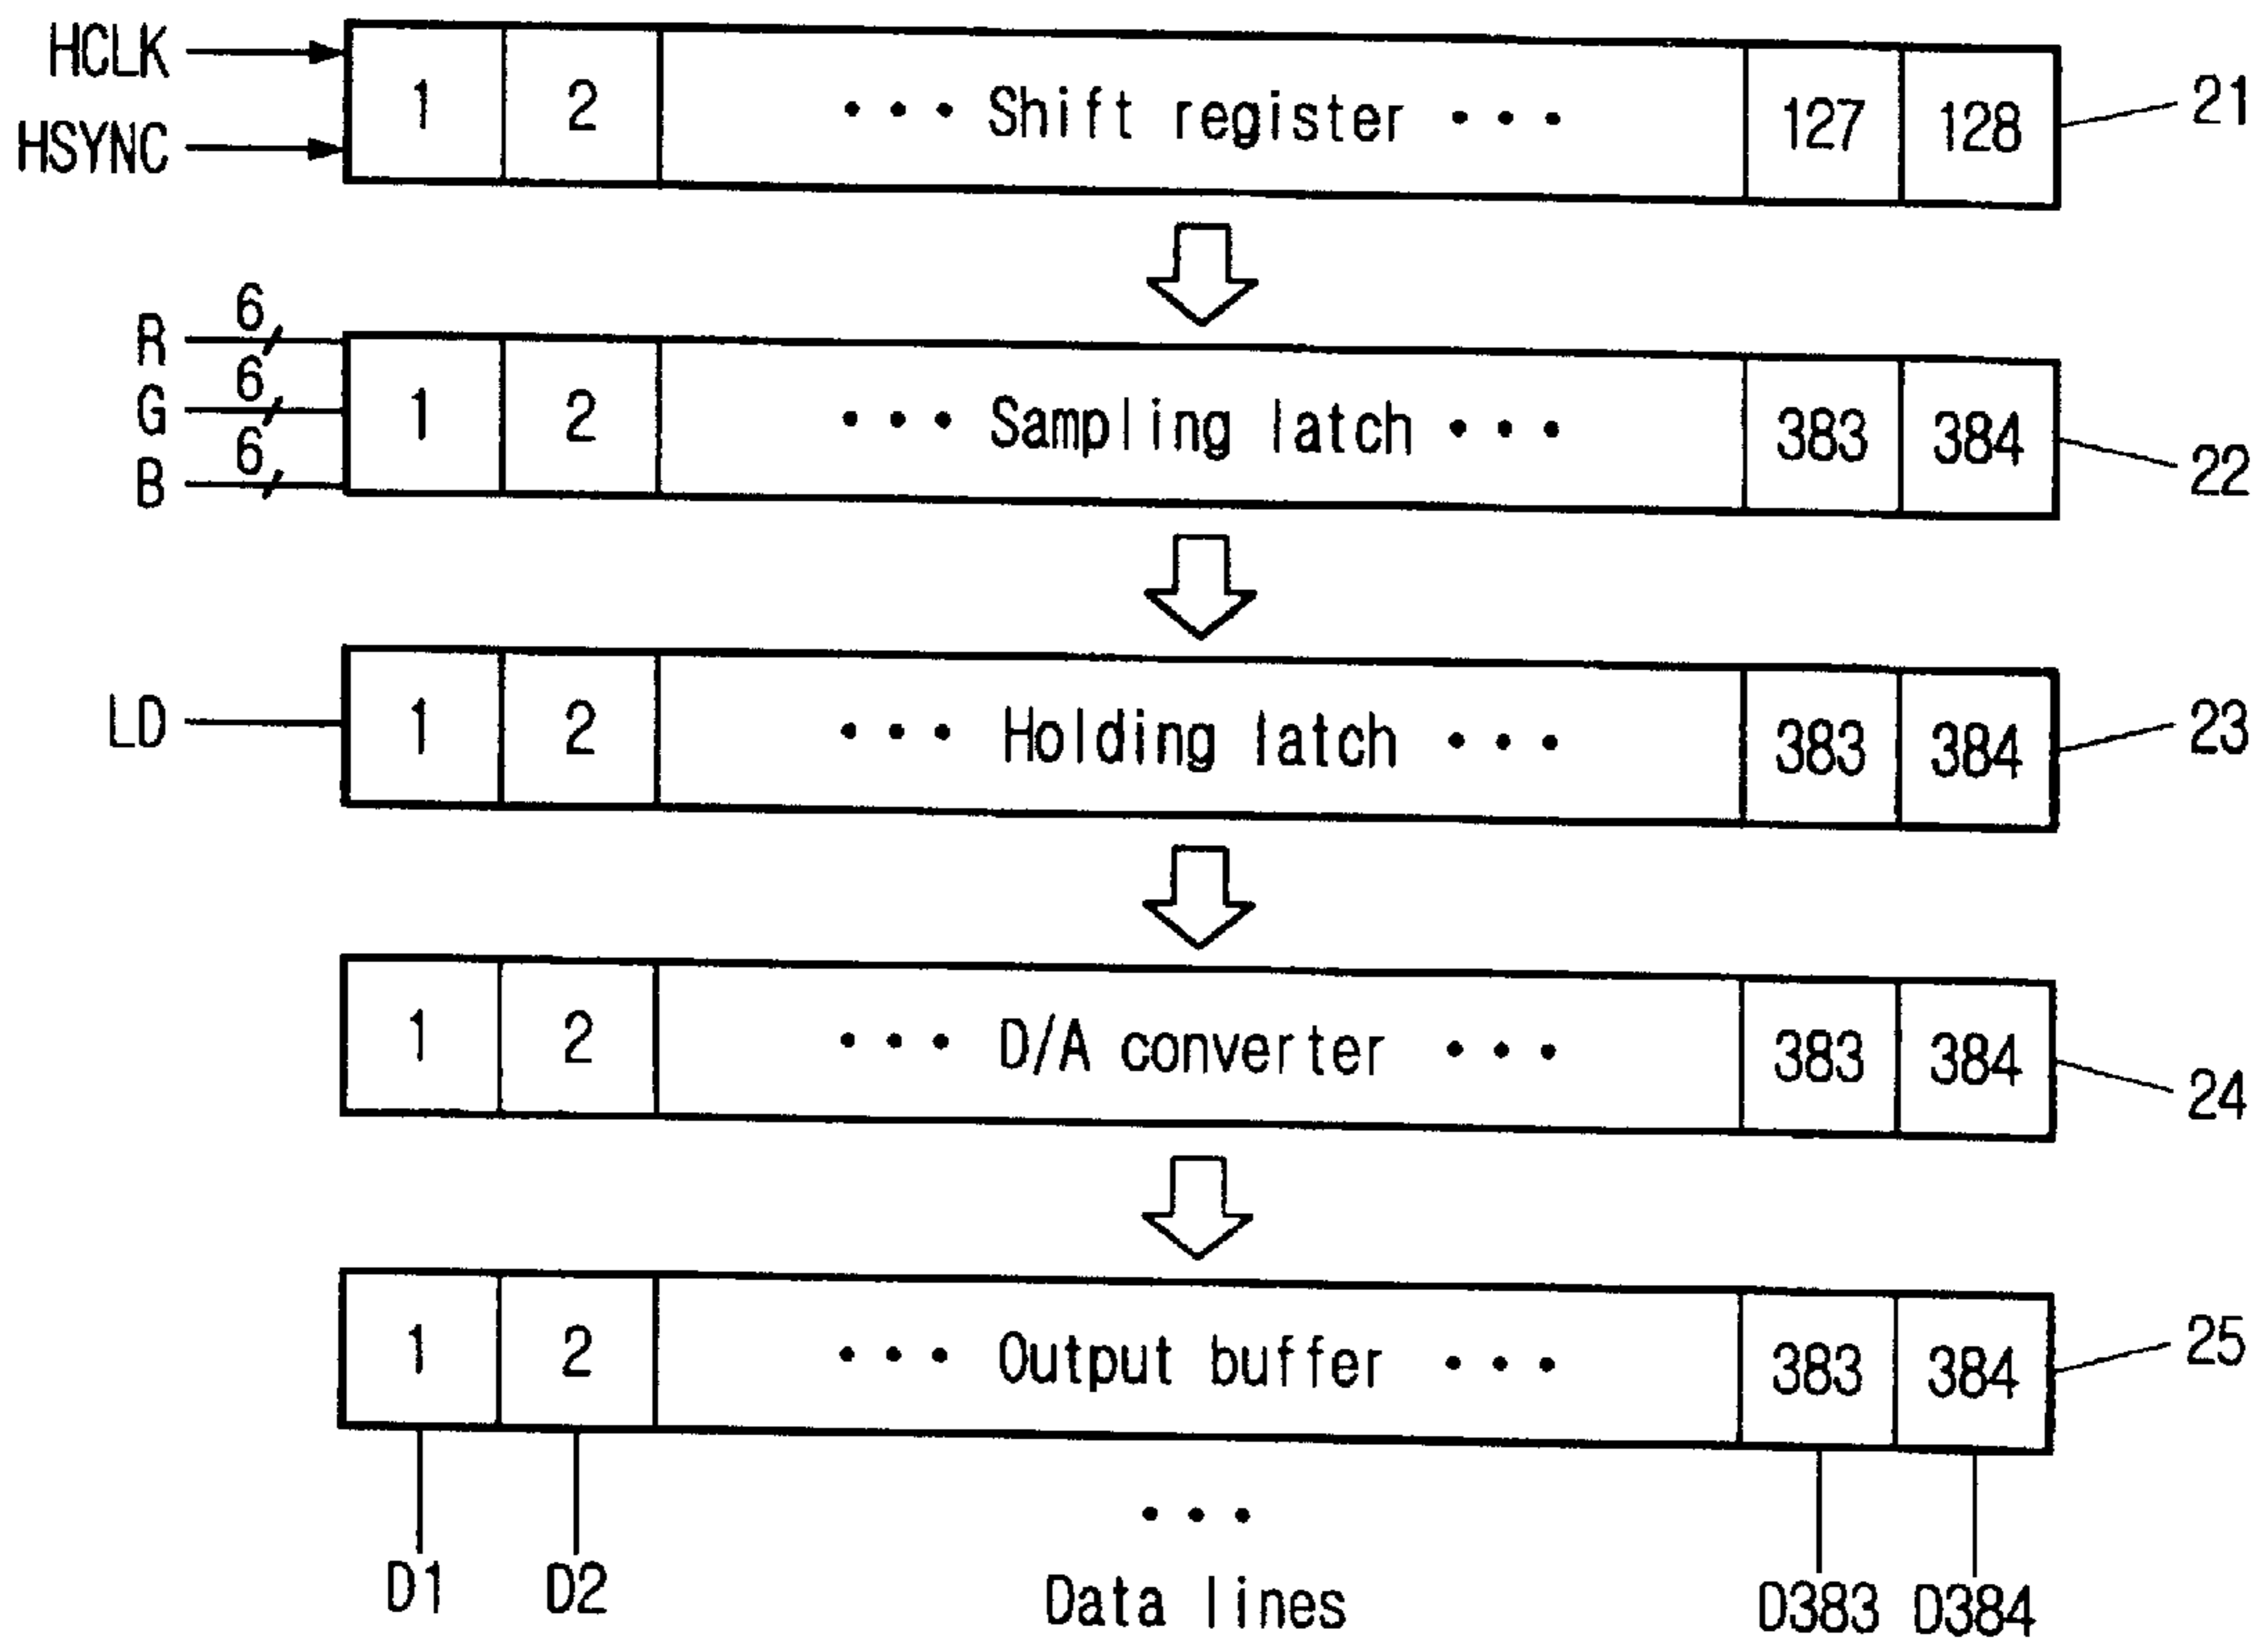 HCLK
HSYNC
1 2 ••• Shift register ••• 127 128
21
R 6
G 6
B 6
1 2 ••• Sampling latch ••• 383 384
22
LD
1 2 ••• Holding latch ••• 383 384
23
1 2 ••• D/A converter ••• 383 384
24
1 2 ••• Output buffer ••• 383 384
25
•••
D1 D2 Data lines D383 D384